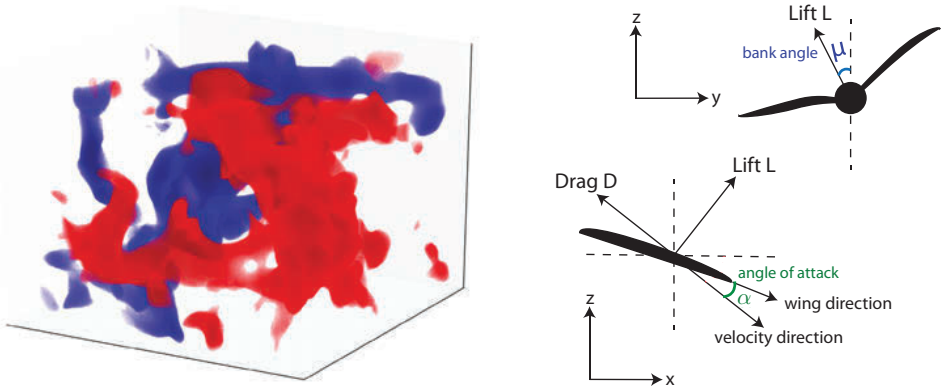 z
Lift L
bank angle
μ
y
Drag D
Lift L
angle of attack
α
wing direction
velocity direction
z
x